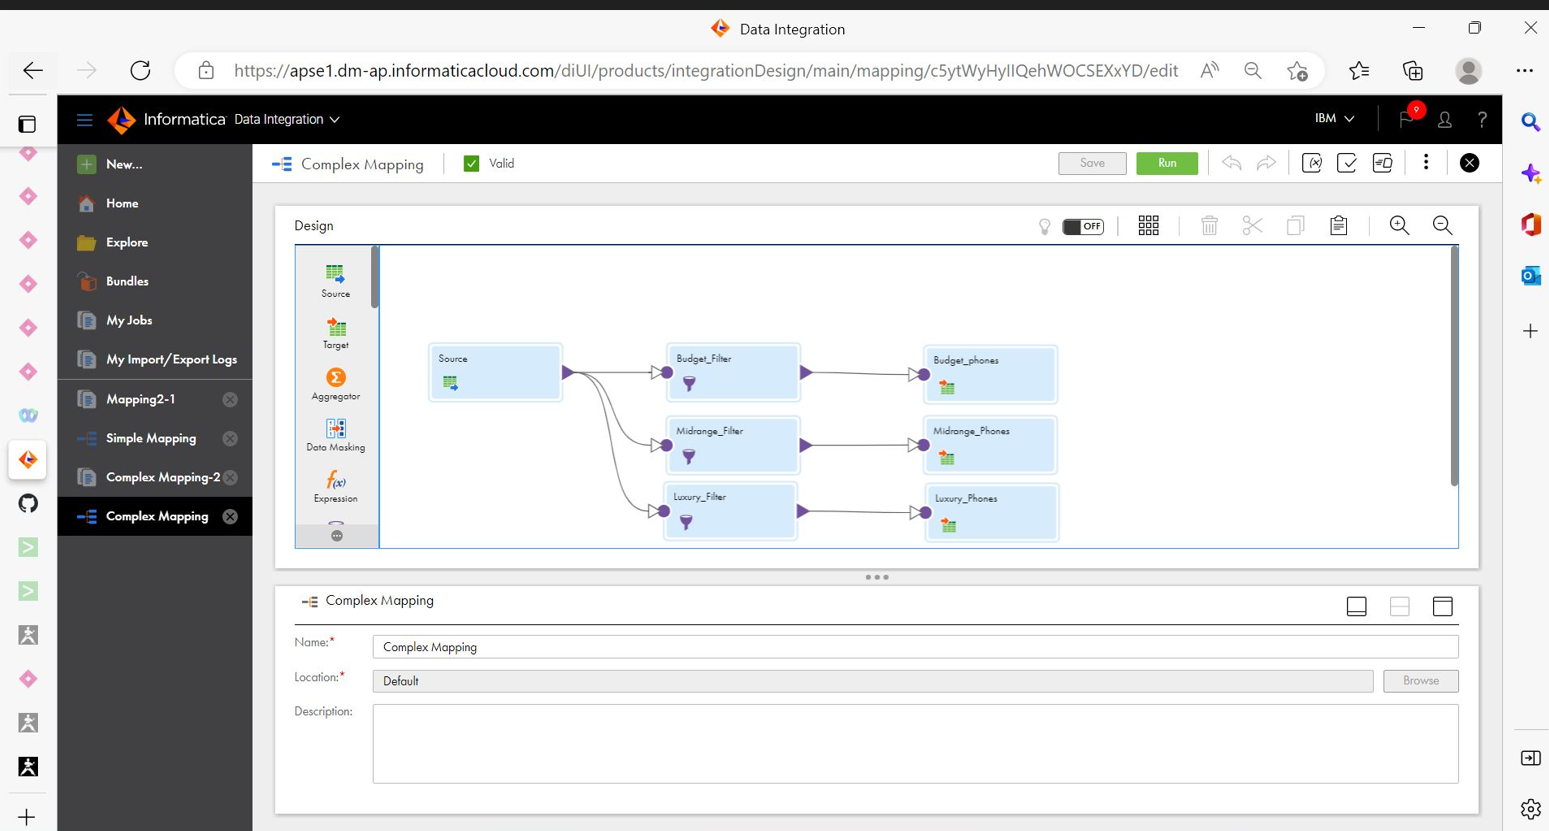 Data Integration
https://apse1.dm-ap.informaticacloud.com/diUI/products/integrationDesign/main/mapping/c5ytWyHylIQehWOCSEXxYD/edit
Informatica Data Integration
IBM
9
?
New...
Home
Explore
Bundles
My Jobs
My Import/Export Logs
Mapping2-1
Simple Mapping
Complex Mapping-2
Complex Mapping
Complex Mapping
Valid
Save
Run
Design
OFF
Source
Target
Aggregator
Data Masking
Expression
Source
Budget_Filter
Budget_phones
Midrange_Filter
Midrange_Phones
Luxury_Filter
Luxury_Phones
Complex Mapping
Name:*
Complex Mapping
Location:*
Default
Browse
Description: